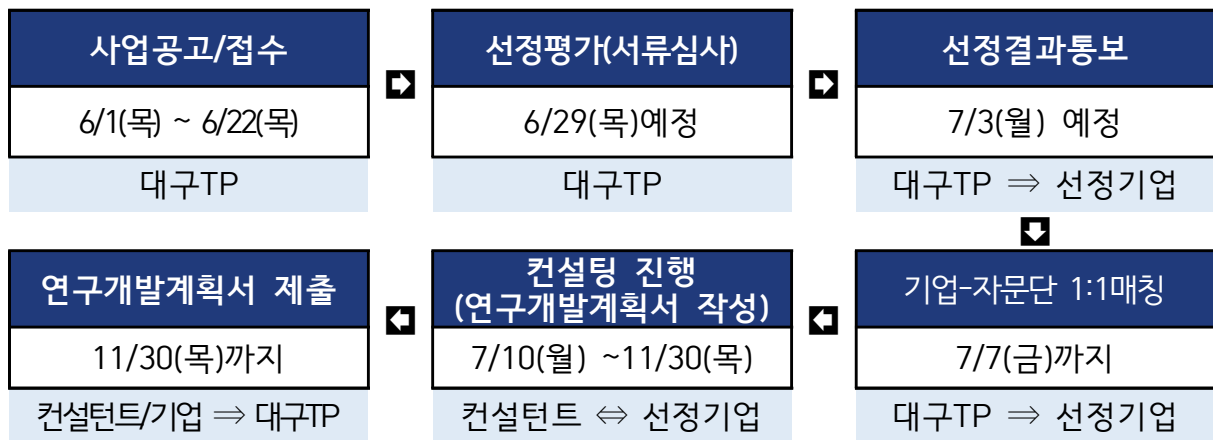 사업공고/접수
6/1(목) ~ 6/22(목)
대구TP
선정평가(서류심사)
6/29(목)예정
대구TP
선정결과통보
7/3(월) 예정
대구TP ⇒ 선정기업
기업-자문단 1:1매칭
7/7(금)까지
대구TP ⇒ 선정기업
컨설팅 진행
(연구개발계획서 작성)
7/10(월) ~11/30(목)
컨설턴트 ⇔ 선정기업
연구개발계획서 제출
11/30(목)까지
컨설턴트/기업 ⇒ 대구TP